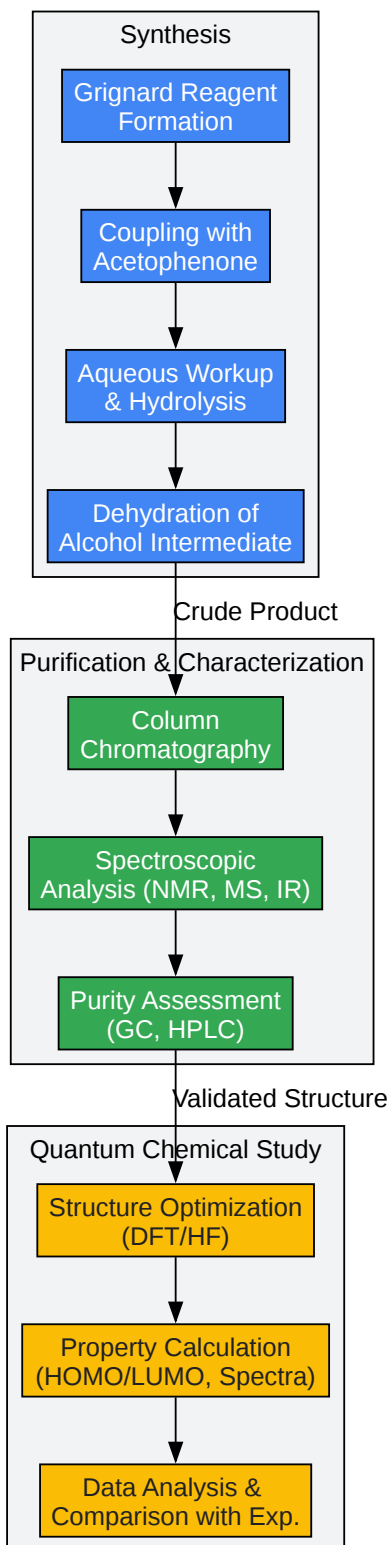 Synthesis
Grignard Reagent
Formation
Coupling with
Acetophenone
Aqueous Workup
& Hydrolysis
Dehydration of
Alcohol Intermediate
Crude Product
Purification & Characterization
Column
Chromatography
Spectroscopic
Analysis (NMR, MS, IR)
Purity Assessment
(GC, HPLC)
Validated Structure
Quantum Chemical Study
Structure Optimization
(DFT/HF)
Property Calculation
(HOMO/LUMO, Spectra)
Data Analysis &
Comparison with Exp.